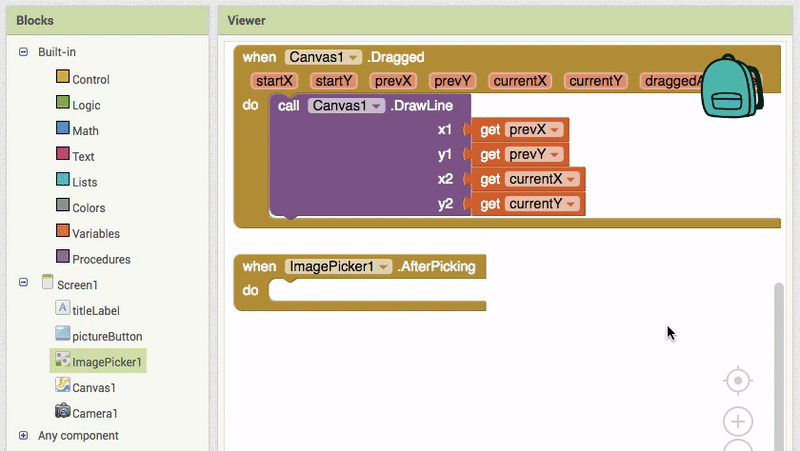 Blocks
Viewer
Built-in
Control
Logic
Math
Text
Lists
Colors
Variables
Procedures
Screen1
titleLabel
pictureButton
ImagePicker1
Canvas1
Camera1
Any component
when Canvas1 .Dragged
startX startY prevX prevY currentX currentY
do call Canvas1 .DrawLine
x1 get prevX
y1 get prevY
x2 get currentX
y2 get currentY
when ImagePicker1 .AfterPicking
do